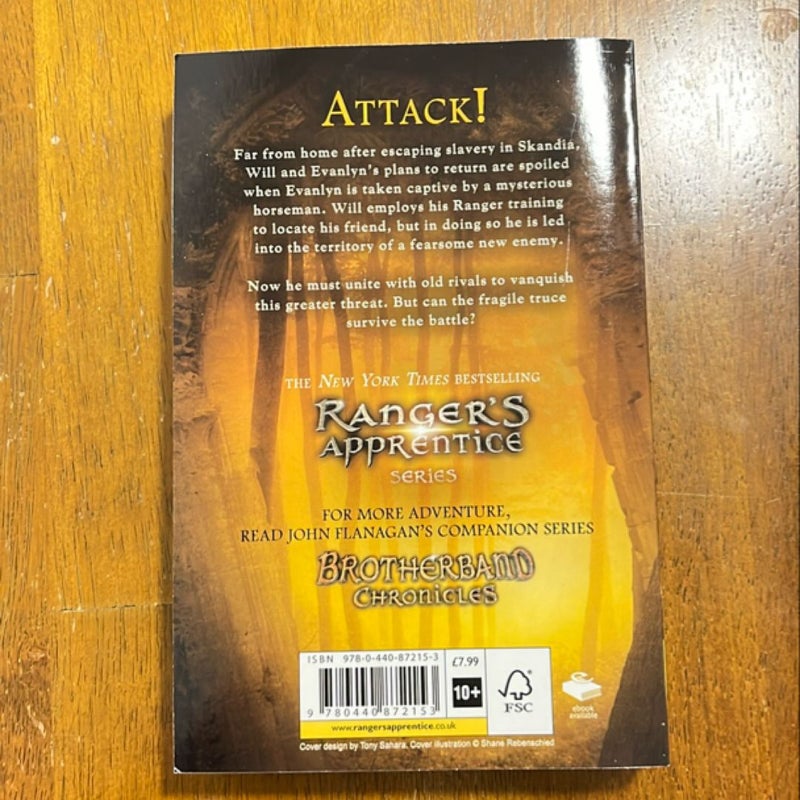 ATTACK!
Far from home after escaping slavery in Skandia,
Will and Evanlyn's plans to return are spoiled
when Evanlyn is taken captive by a mysterious
horseman. Will employs his Ranger training
to locate his friend, but in doing so he is led
into the territory of a fearsome new enemy.
Now he must unite with old rivals to vanquish
this greater threat. But can the fragile truce
survive the battle?
THE NEW YORK TIMES BESTSELLING
RANGER'S
APPRENTICE
SERIES
FOR MORE ADVENTURE,
READ JOHN FLANAGAN'S COMPANION SERIES
BROTHERBAND
CHRONICLES
ISBN 978-0-440-87215-3
£7.99
10+
FSC
ebook
available
9 780440 872153
www.rangersapprentice.co.uk
Cover design by Tony Sahara. Cover illustration © Shane Rebenschied